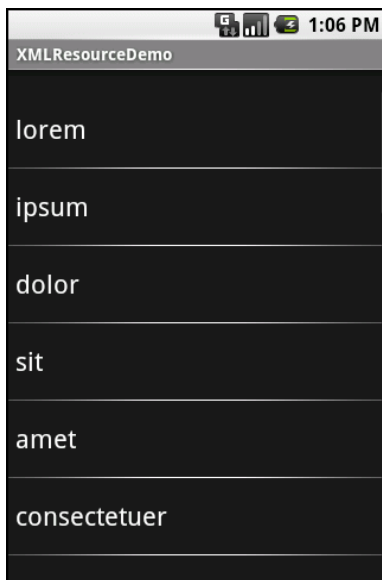 G 1:06 PM
XMLResourceDemo
lorem
ipsum
dolor
sit
amet
consectetuer